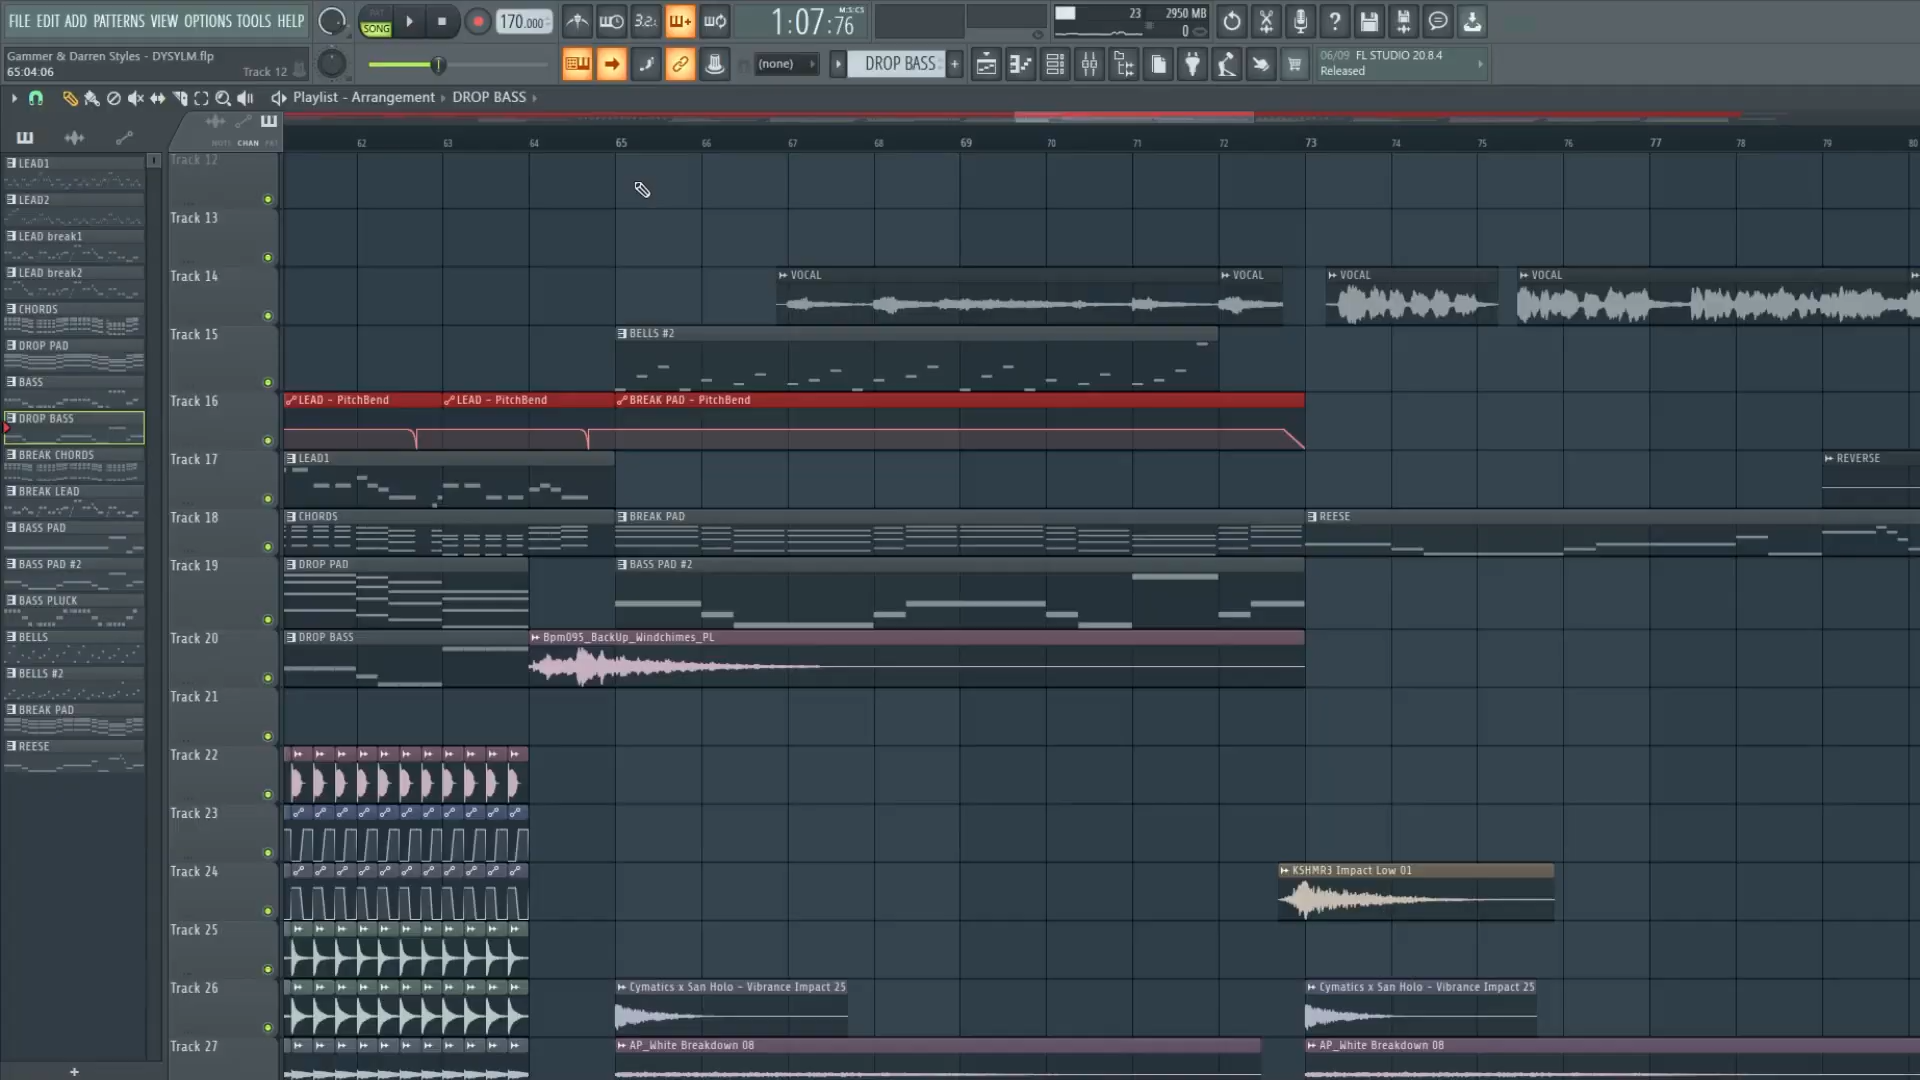 FILE EDIT ADD PATTERNS VIEW OPTIONS TOOLS HELP
PAT
SONG
170.000
3.2:
1:07:76
M:S:CS
23
2950 MB
0
Gammer & Darren Styles - DYSYLM.flp
65:04:06
Track 12
(none)
DROP BASS
06/09 FL STUDIO 20.8.4
Released
Playlist - Arrangement › DROP BASS ›
NOTE CHAN PAT
62 63 64 65 66 67 68 69 70 71 72 73 74 75 76 77 78 79 80
LEAD1
LEAD2
LEAD break1
LEAD break2
CHORDS
DROP PAD
BASS
DROP BASS
BREAK CHORDS
BREAK LEAD
BASS PAD
BASS PAD #2
BASS PLUCK
BELLS
BELLS #2
BREAK PAD
REESE
Track 12
Track 13
Track 14
VOCAL VOCAL VOCAL VOCAL
Track 15
BELLS #2
Track 16
LEAD - PitchBend LEAD - PitchBend BREAK PAD - PitchBend
Track 17
LEAD1 REVERSE
Track 18
CHORDS BREAK PAD REESE
Track 19
DROP PAD BASS PAD #2
Track 20
DROP BASS Bpm095_BackUp_Windchimes_PL
Track 21
Track 22
Track 23
Track 24
KSHMR3 Impact Low 01
Track 25
Track 26
Cymatics x San Holo - Vibrance Impact 25 Cymatics x San Holo - Vibrance Impact 25
Track 27
AP_White Breakdown 08 AP_White Breakdown 08